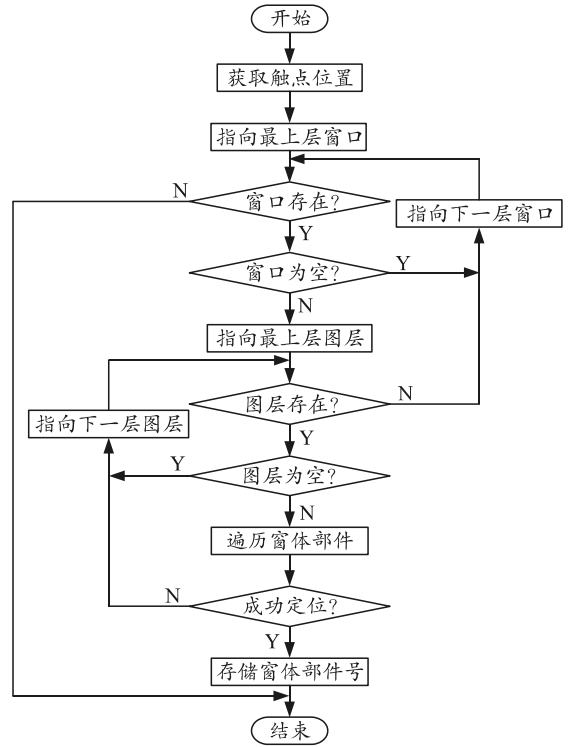 开始
获取触点位置
指向最上层窗口
N
窗口存在?
指向下一层窗口
Y
窗口为空?
Y
N
指向最上层图层
图层存在?
N
指向下一层图层
Y
Y
图层为空?
N
遍历窗体部件
N
成功定位?
Y
存储窗体部件号
结束